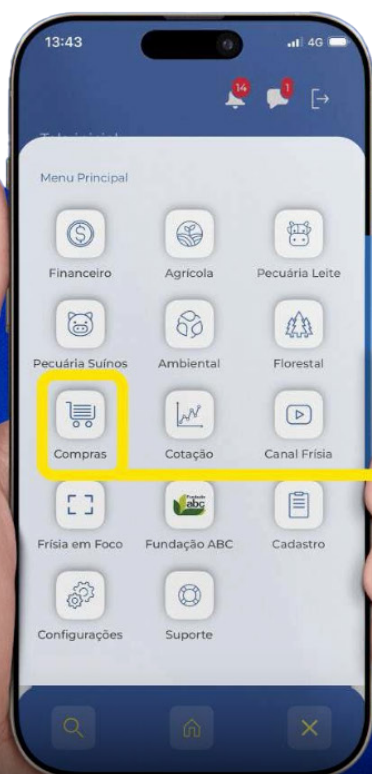 13:43
4G
14
1
Menu Principal
Financeiro
Agrícola
Pecuária Leite
Pecuária Suínos
Ambiental
Florestal
Compras
Cotação
Canal Frísia
Frísia em Foco
Fundação ABC
Cadastro
Configurações
Suporte